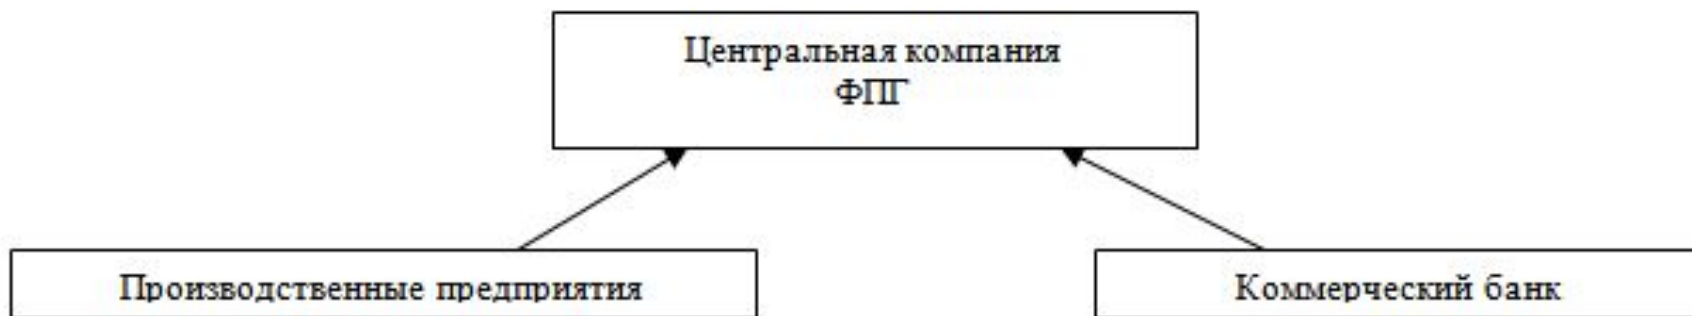 Центральная компания
ФПГ
Производственные предприятия
Коммерческий банк